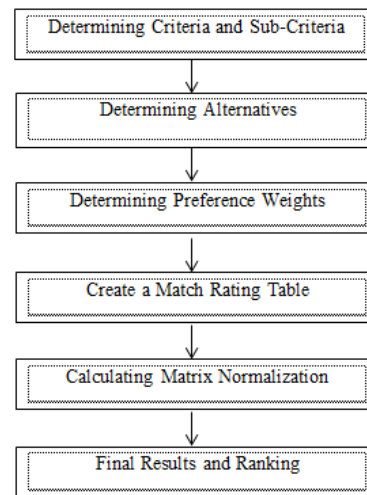 Determining Criteria and Sub-Criteria
Determining Alternatives
Determining Preference Weights
Create a Match Rating Table
Calculating Matrix Normalization
Final Results and Ranking